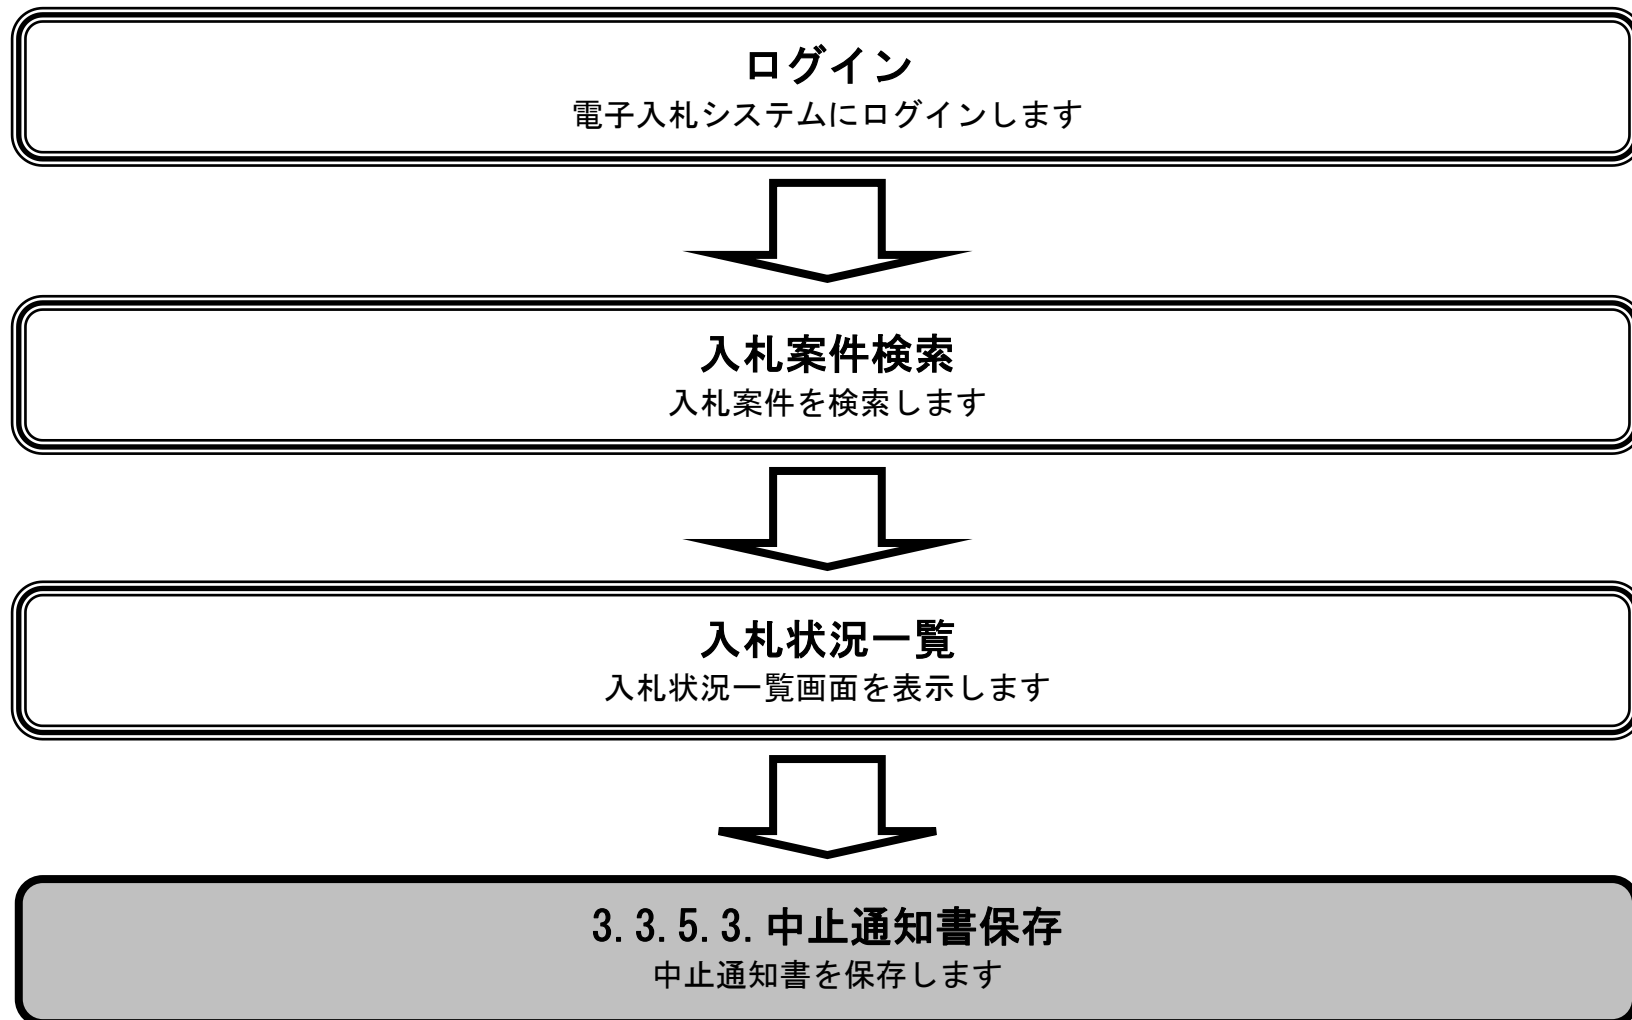 ログイン
電子入札システムにログインします
入札案件検索
入札案件を検索します
入札状況一覧
入札状況一覧画面を表示します
3.3.5.3.中止通知書保存
中止通知書を保存します